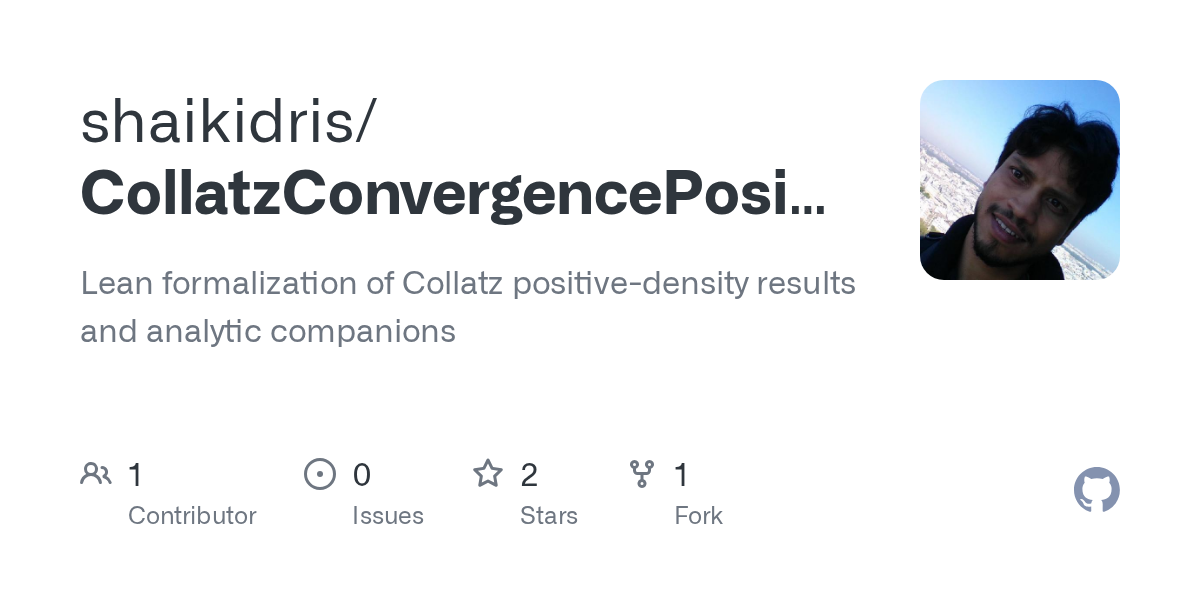 shaikidris/
CollatzConvergencePosi...
Lean formalization of Collatz positive-density results
and analytic companions
1
Contributor
0
Issues
2
Stars
1
Fork